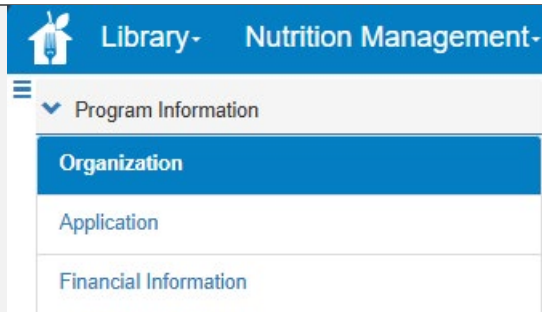 Library Nutrition Management
Program Information
Organization
Application
Financial Information